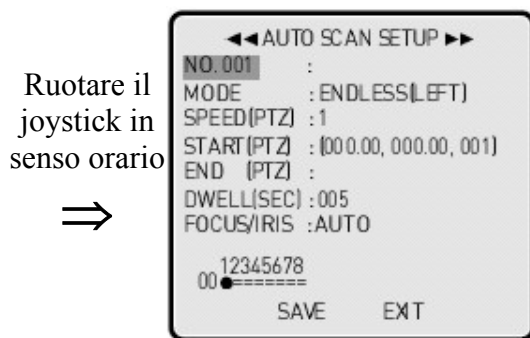 Ruotare il
joystick in
senso orario
⇒
◄◄ AUTO SCAN SETUP ►►
NO. 001 :
MODE : ENDLESS(LEFT)
SPEED(PTZ) : 1
START(PTZ) : (000.00, 000.00, 001)
END (PTZ) :
DWELL(SEC) : 005
FOCUS/IRIS : AUTO
12345678
00 ●=======
SAVE EXIT